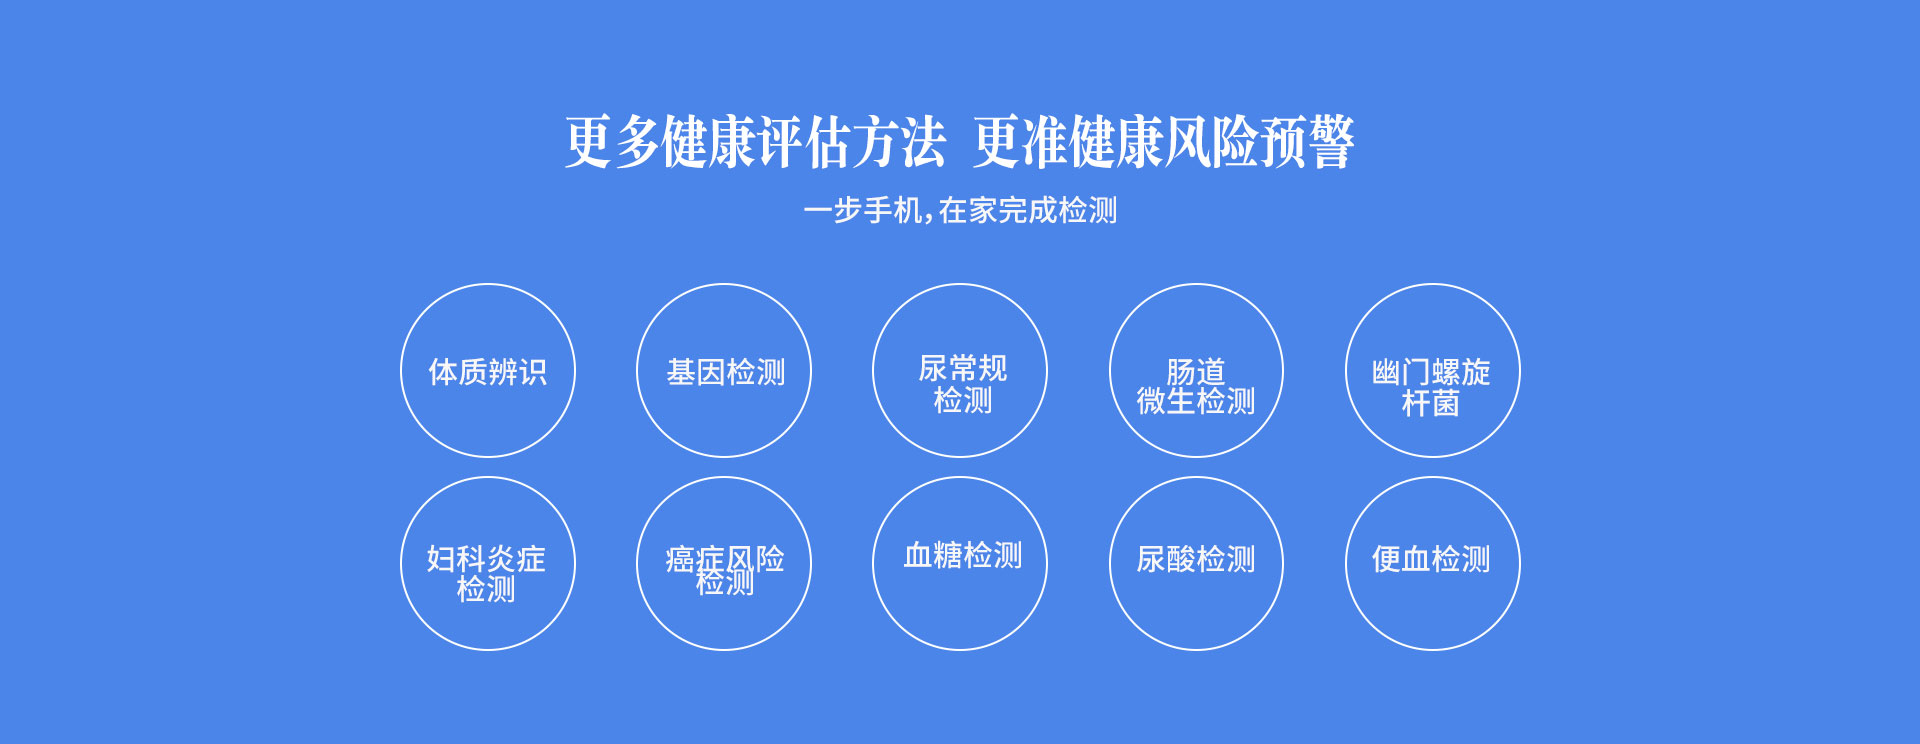 更多健康评估方法 更准健康风险预警
一步手机，在家完成检测
体质辨识
基因检测
尿常规
检测
肠道
微生检测
幽门螺旋
杆菌
妇科炎症
检测
癌症风险
检测
血糖检测
尿酸检测
便血检测